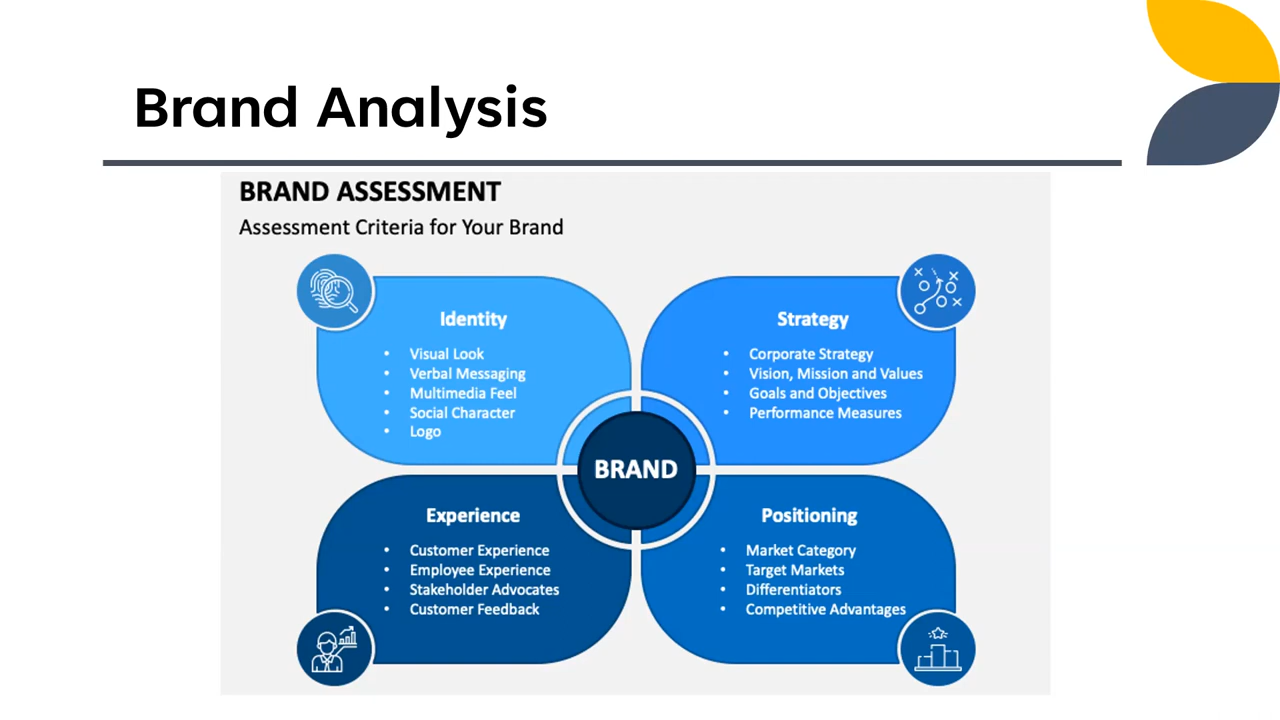 Brand Analysis
BRAND ASSESSMENT
Assessment Criteria for Your Brand
Identity
• Visual Look
• Verbal Messaging
• Multimedia Feel
• Social Character
• Logo
Strategy
• Corporate Strategy
• Vision, Mission and Values
• Goals and Objectives
• Performance Measures
BRAND
Experience
• Customer Experience
• Employee Experience
• Stakeholder Advocates
• Customer Feedback
Positioning
• Market Category
• Target Markets
• Differentiators
• Competitive Advantages